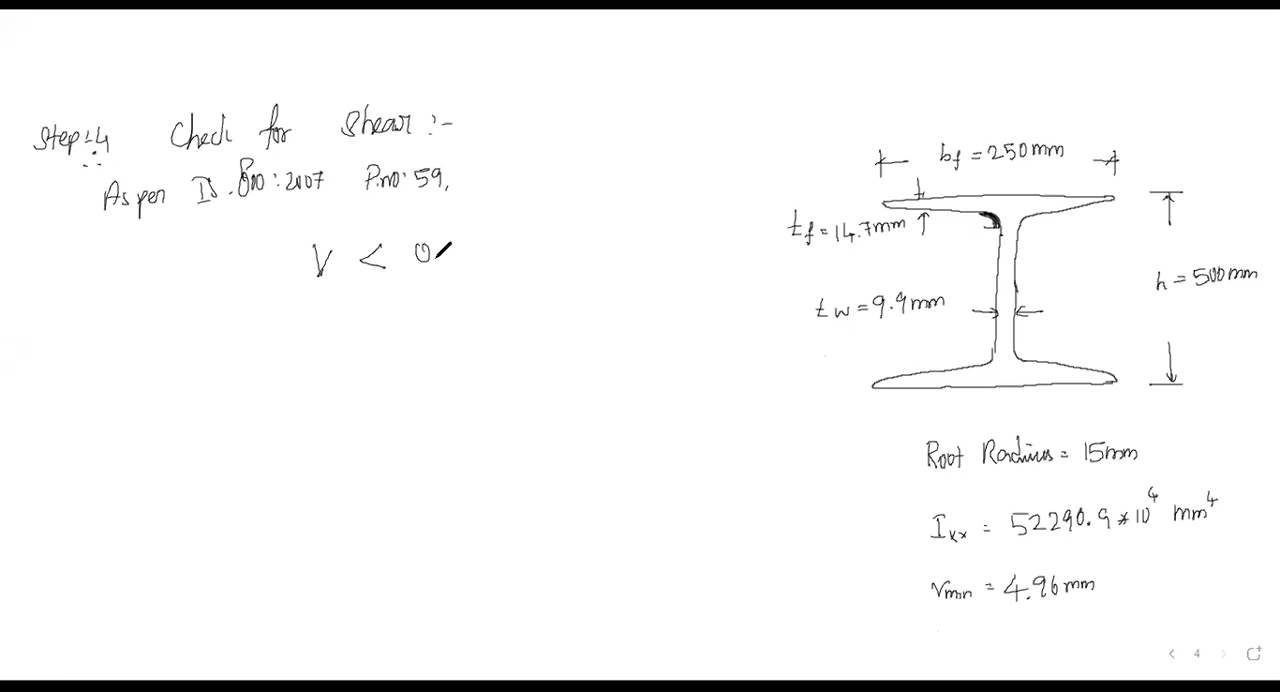 Step:4 Check for Shear :-
As per IS. 800:2007 P.no: 59,
V < 0
bf = 250mm
tf = 14.7mm
h = 500mm
tw = 9.9mm
Root Radius = 15mm
Ixx = 52290.9*10^4 mm^4
rmin = 4.96mm
4